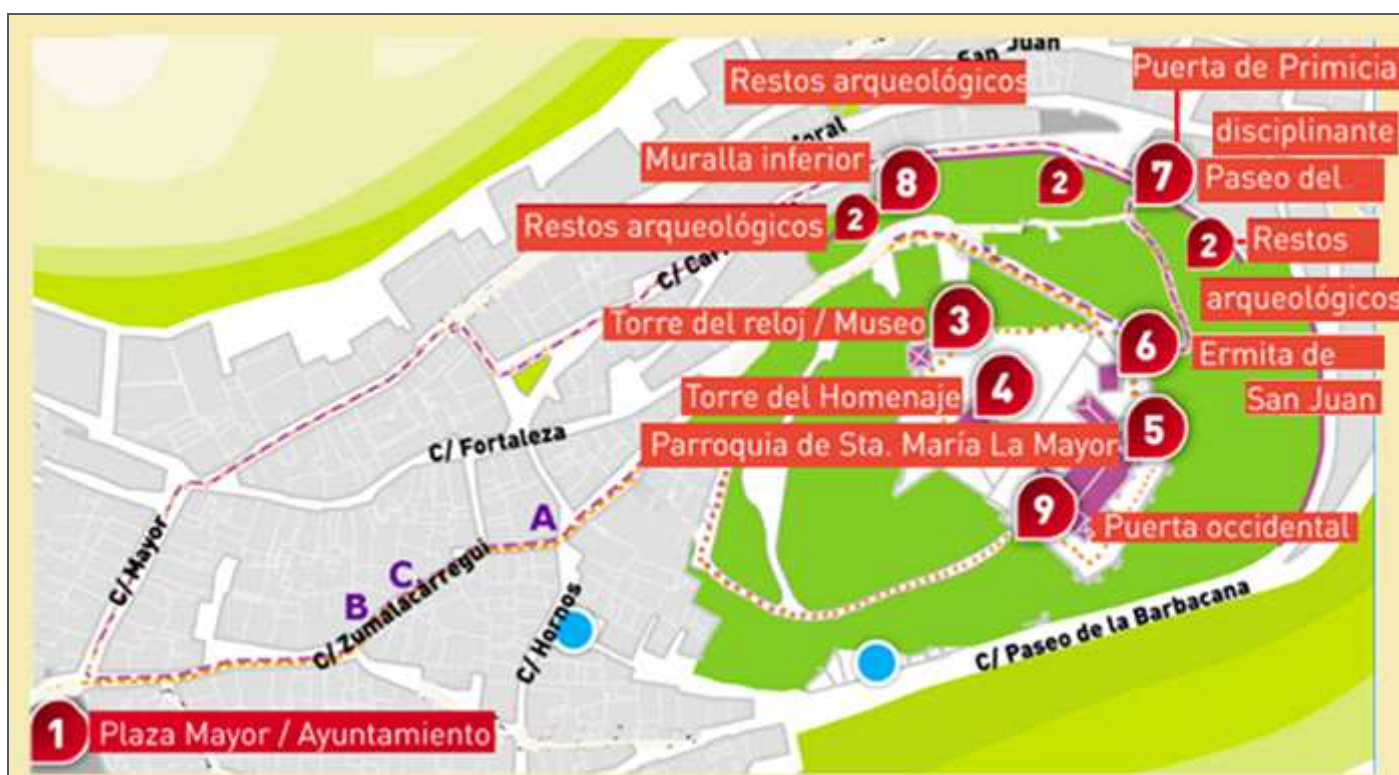 San Juan
Restos arqueológicos
Puerta de Primicia
disciplinante
Muralla inferior
8
2
7
Paseo del
Restos arqueológicos
2
2
Restos
arqueológicos
C/ Car
moral
Torre del reloj / Museo
3
6
Ermita de
San Juan
Torre del Homenaje
4
C/ Fortaleza
Parroquia de Sta. María La Mayor
5
9
Puerta occidental
C/ Mayor
A
C
B
C/ Zumalacárregui
C/ Hornos
C/ Paseo de la Barbacana
1
Plaza Mayor / Ayuntamiento